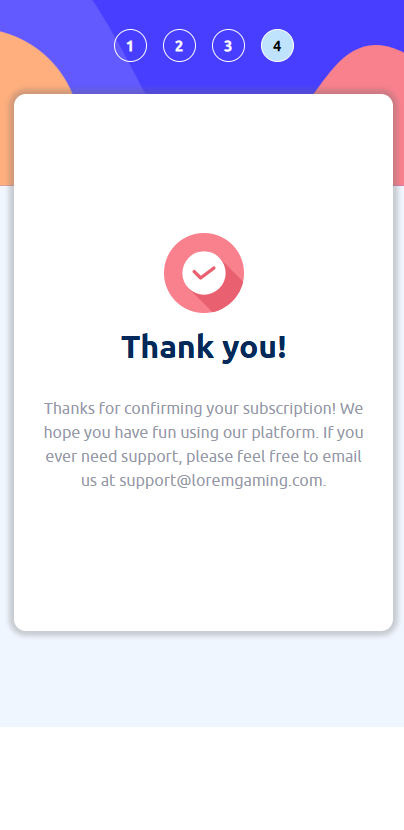 1 2 3 4
Thank you!
Thanks for confirming your subscription! We
hope you have fun using our platform. If you
ever need support, please feel free to email
us at support@loremgaming.com.